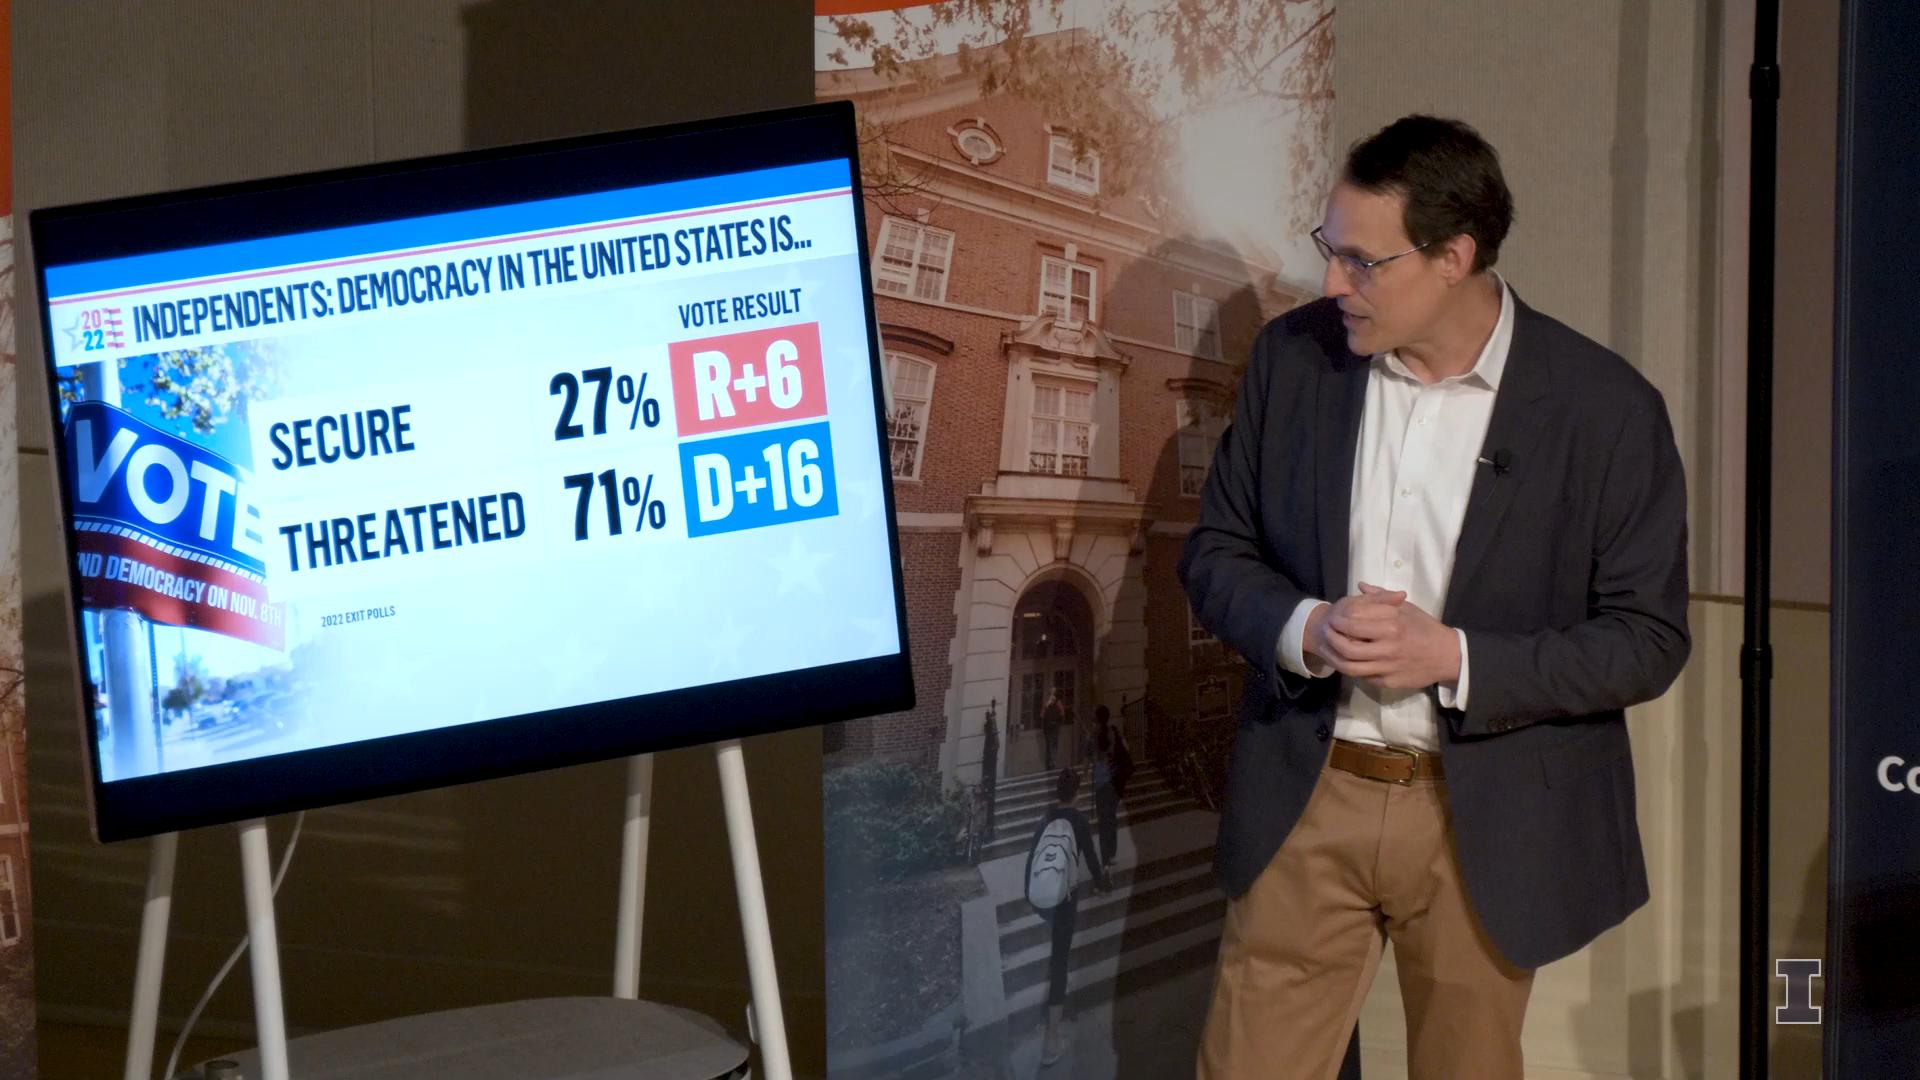 INDEPENDENTS: DEMOCRACY IN THE UNITED STATES IS...
2022
VOTE RESULT
SECURE 27% R+6
THREATENED 71% D+16
2022 EXIT POLLS
VOTE
ND DEMOCRACY ON NOV. 8TH
Co
I